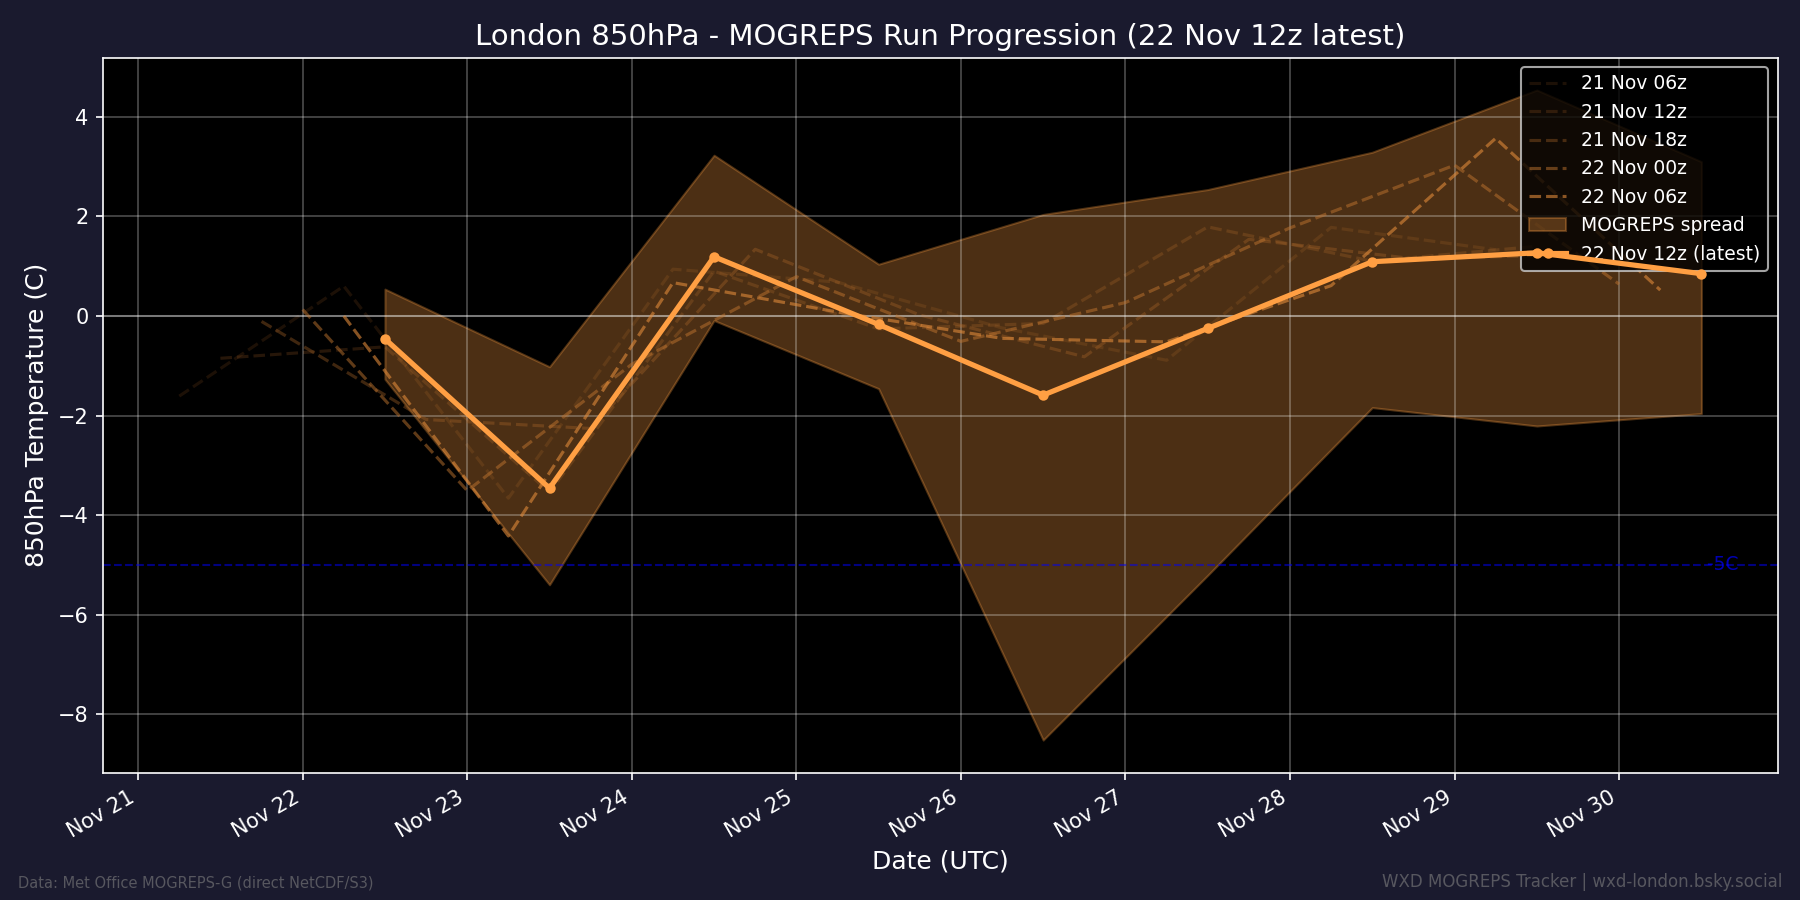 London 850hPa - MOGREPS Run Progression (22 Nov 12z latest)
21 Nov 06z
21 Nov 12z
21 Nov 18z
22 Nov 00z
22 Nov 06z
MOGREPS spread
22 Nov 12z (latest)
850hPa Temperature (C)
4
2
0
−2
−4
−6
−8
-5C
Nov 21
Nov 22
Nov 23
Nov 24
Nov 25
Nov 26
Nov 27
Nov 28
Nov 29
Nov 30
Date (UTC)
Data: Met Office MOGREPS-G (direct NetCDF/S3)
WXD MOGREPS Tracker | wxd-london.bsky.social